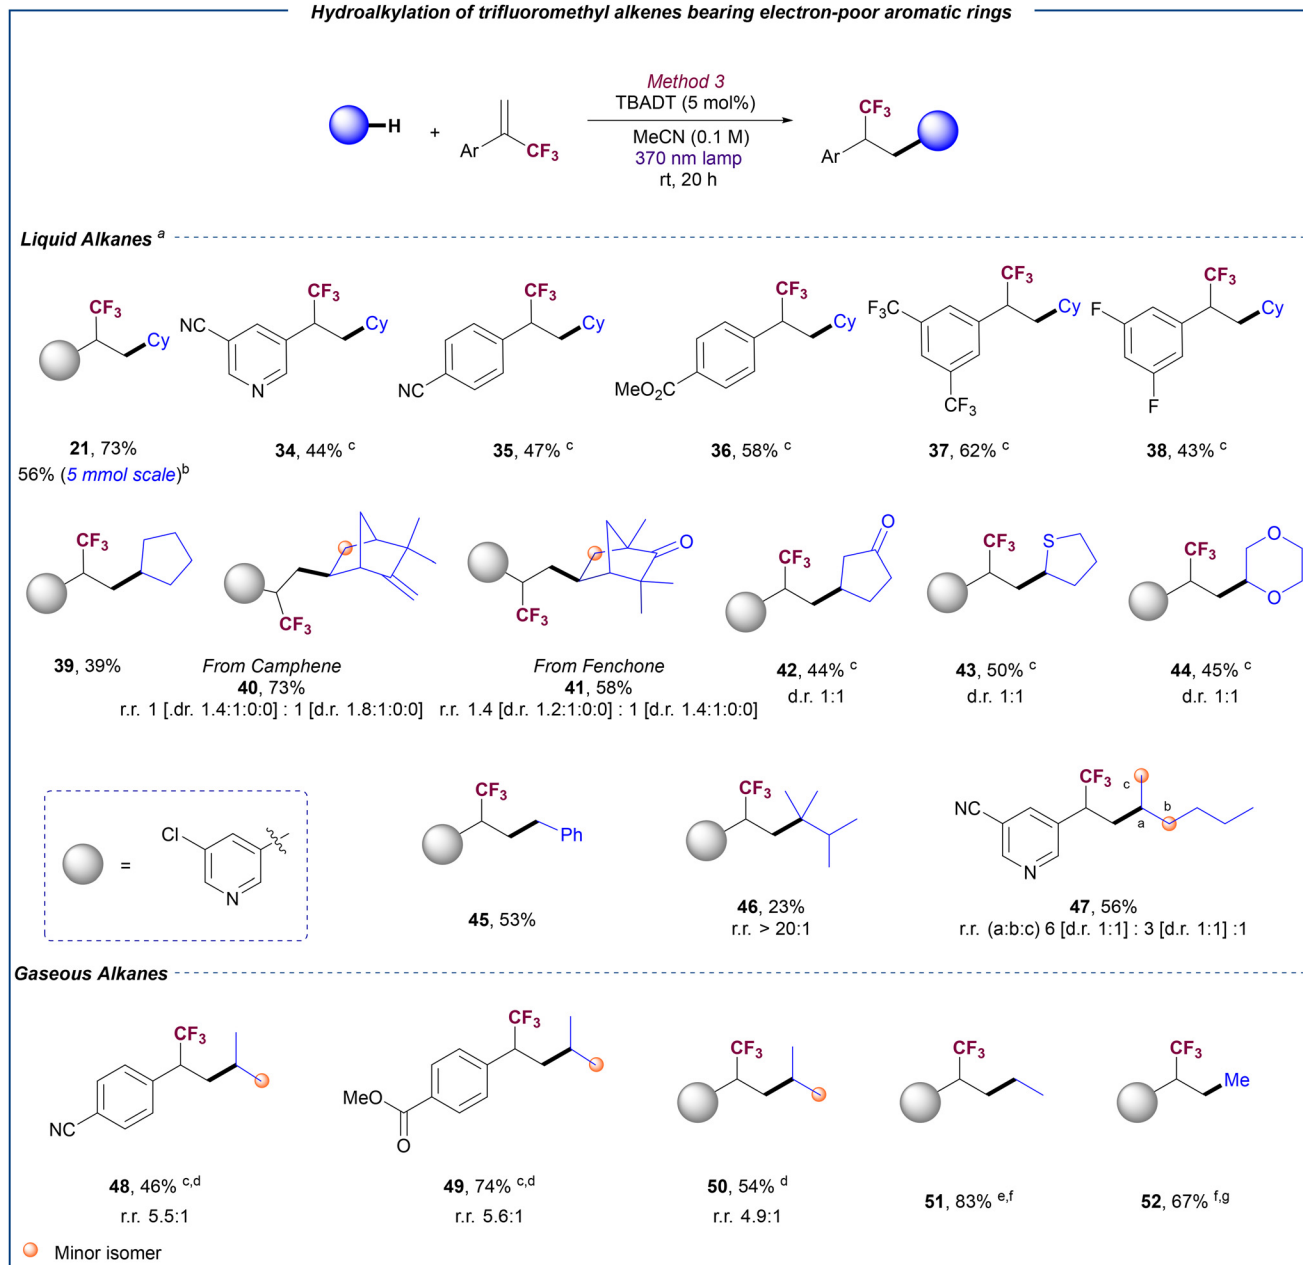 Hydroalkylation of trifluoromethyl alkenes bearing electron-poor aromatic rings
Method 3
TBADT (5 mol%)
MeCN (0.1 M)
370 nm lamp
rt, 20 h
H
+
Ar
CF3
CF3
Ar
Liquid Alkanes a
CF3
Cy
CF3
NC
Cy
N
CF3
Cy
NC
CF3
Cy
MeO2C
CF3
F3C
Cy
CF3
CF3
F
Cy
F
21, 73%
56% (5 mmol scale)b
34, 44% c
35, 47% c
36, 58% c
37, 62% c
38, 43% c
CF3
CF3
O
CF3
O
CF3
S
CF3
O
CF3
O
39, 39%
From Camphene
40, 73%
r.r. 1 [.dr. 1.4:1:0:0] : 1 [d.r. 1.8:1:0:0]
From Fenchone
41, 58%
r.r. 1.4 [d.r. 1.2:1:0:0] : 1 [d.r. 1.4:1:0:0]
42, 44% c
d.r. 1:1
43, 50% c
d.r. 1:1
44, 45% c
d.r. 1:1
=
Cl
N
CF3
Ph
45, 53%
CF3
46, 23%
r.r. > 20:1
CF3
c
NC
b
a
N
47, 56%
r.r. (a:b:c) 6 [d.r. 1:1] : 3 [d.r. 1:1] :1
Gaseous Alkanes
CF3
NC
CF3
MeO
O
CF3
CF3
CF3
Me
48, 46% c,d
r.r. 5.5:1
49, 74% c,d
r.r. 5.6:1
50, 54% d
r.r. 4.9:1
51, 83% e,f
52, 67% f,g
Minor isomer